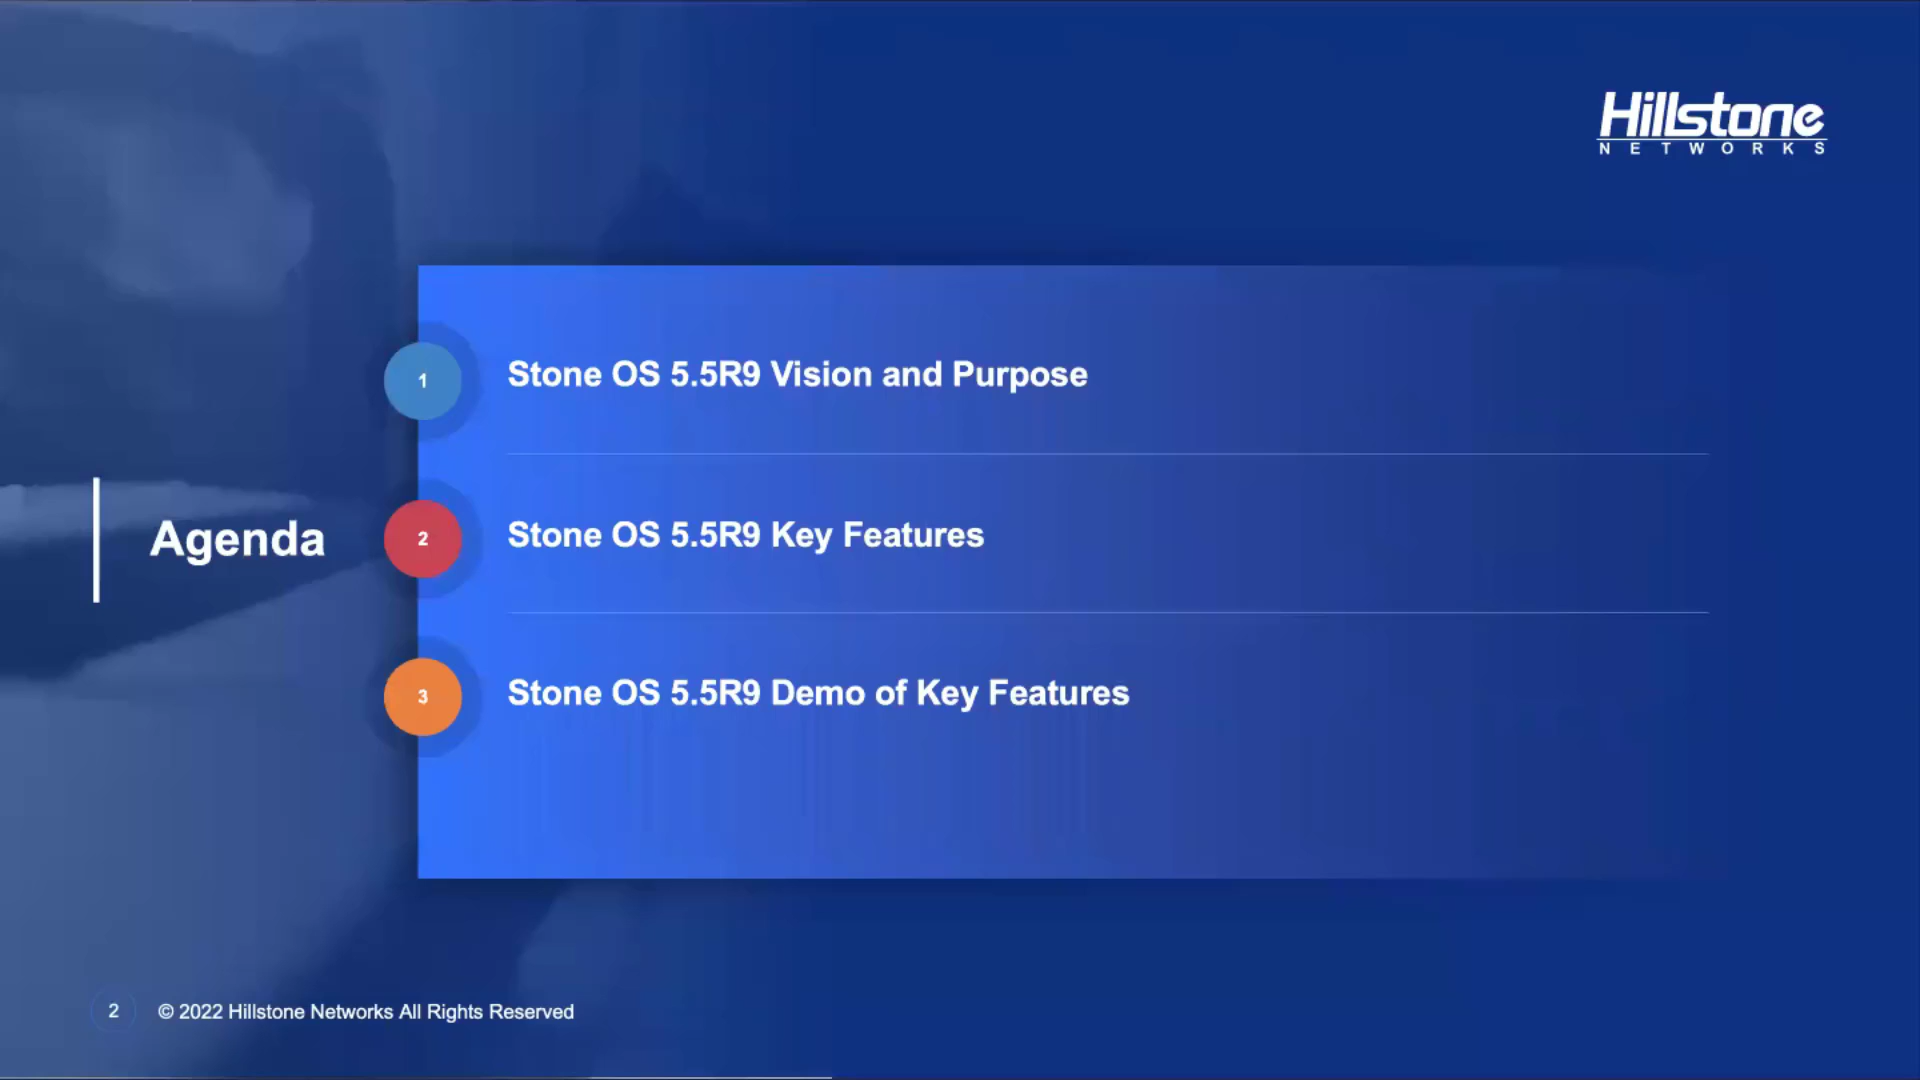 Hillstone
NETWORKS
Agenda
1
Stone OS 5.5R9 Vision and Purpose
2
Stone OS 5.5R9 Key Features
3
Stone OS 5.5R9 Demo of Key Features
2
© 2022 Hillstone Networks All Rights Reserved